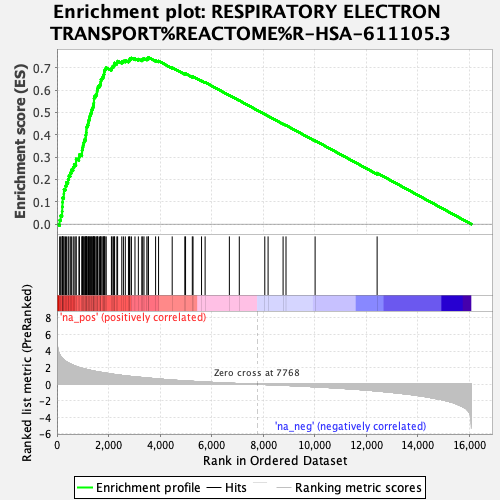 Enrichment plot: RESPIRATORY ELECTRON
TRANSPORT%REACTOME%R-HSA-611105.3
Enrichment score (ES)
0.7
0.6
0.5
0.4
0.3
0.2
0.1
0.0
'na_pos' (positively correlated)
Ranked list metric (PreRanked)
8
6
4
2
0
-2
-4
-6
Zero cross at 7768
'na_neg' (negatively correlated)
0 2,000 4,000 6,000 8,000 10,000 12,000 14,000 16,000
Rank in Ordered Dataset
Enrichment profile Hits Ranking metric scores